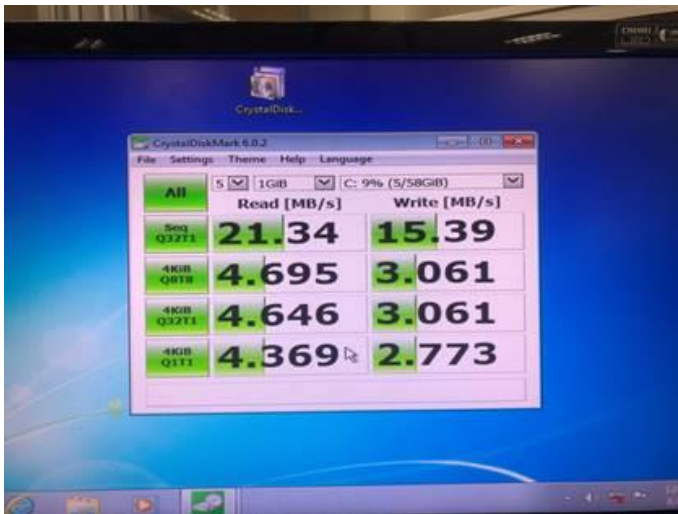 CrystalDisk...
CrystalDiskMark 6.0.2
File Settings Theme Help Language
All
5 1GiB C: 9% (5/58GiB)
Read [MB/s] Write [MB/s]
Seq
Q32T1
21.34 15.39
4KiB
Q8T8
4.695 3.061
4KiB
Q32T1
4.646 3.061
4KiB
Q1T1
4.369 2.773